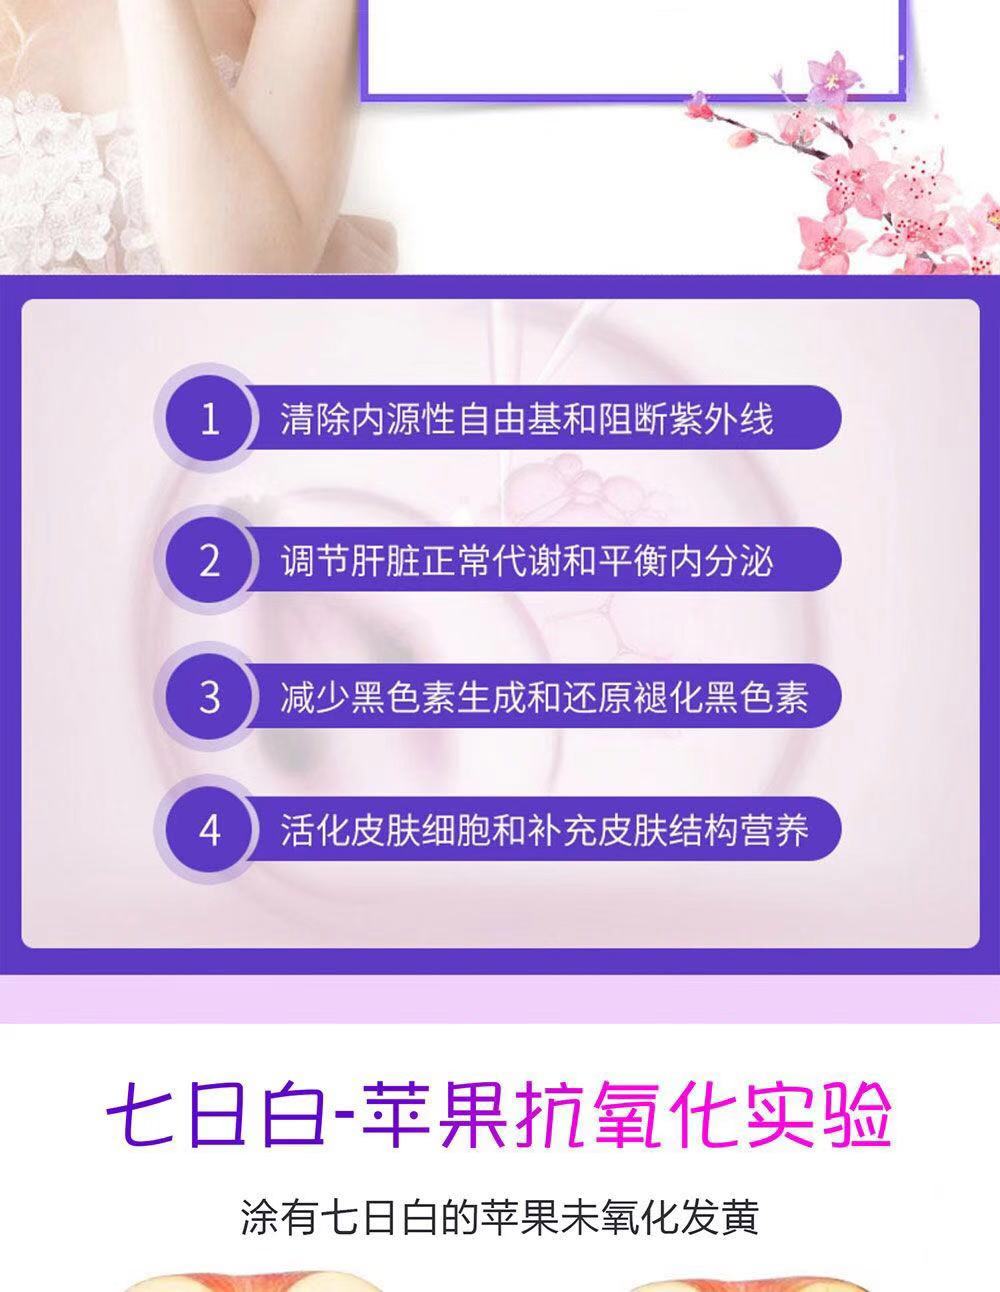 1
清除内源性自由基和阻断紫外线
2
调节肝脏正常代谢和平衡内分泌
3
减少黑色素生成和还原褪化黑色素
4
活化皮肤细胞和补充皮肤结构营养
七日白-苹果抗氧化实验
涂有七日白的苹果未氧化发黄